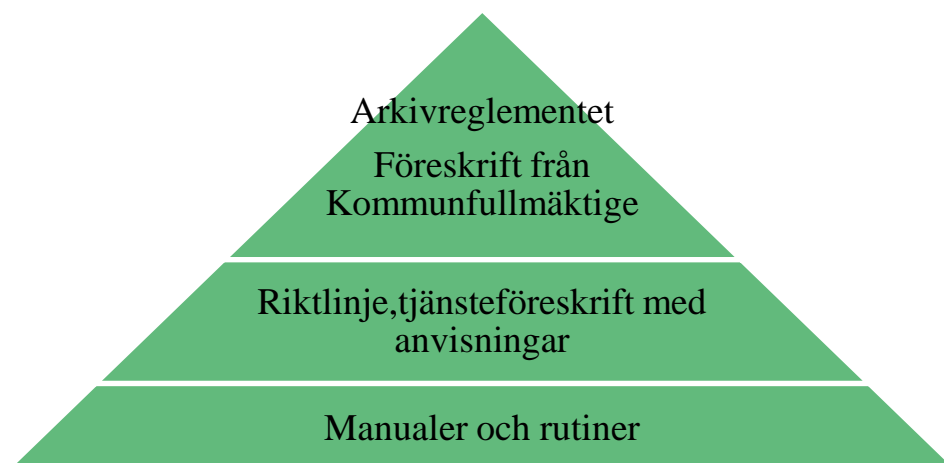 Arkivreglementet
Föreskrift från
Kommunfullmäktige
Riktlinje,tjänsteföreskrift med
anvisningar
Manualer och rutiner